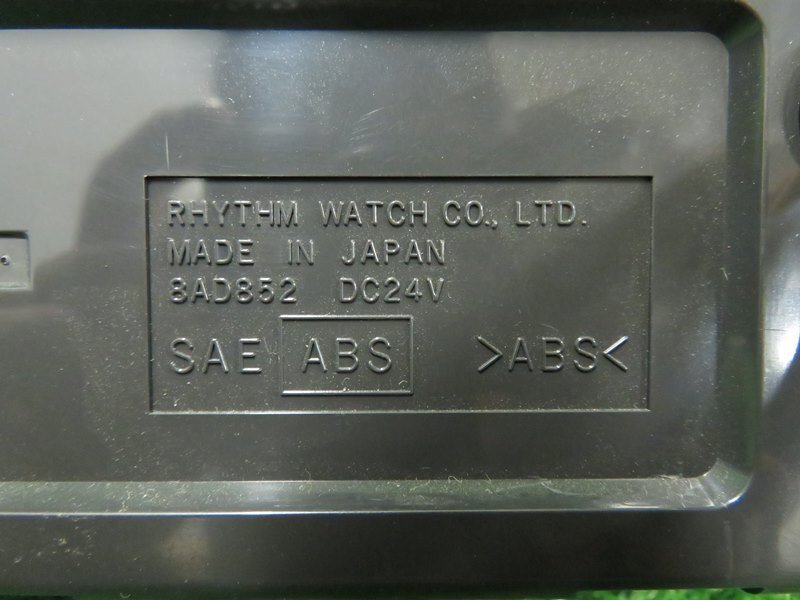 RHYTHM WATCH CO., LTD.
MADE IN JAPAN
8AD852 DC24V
SAE ABS >ABS<